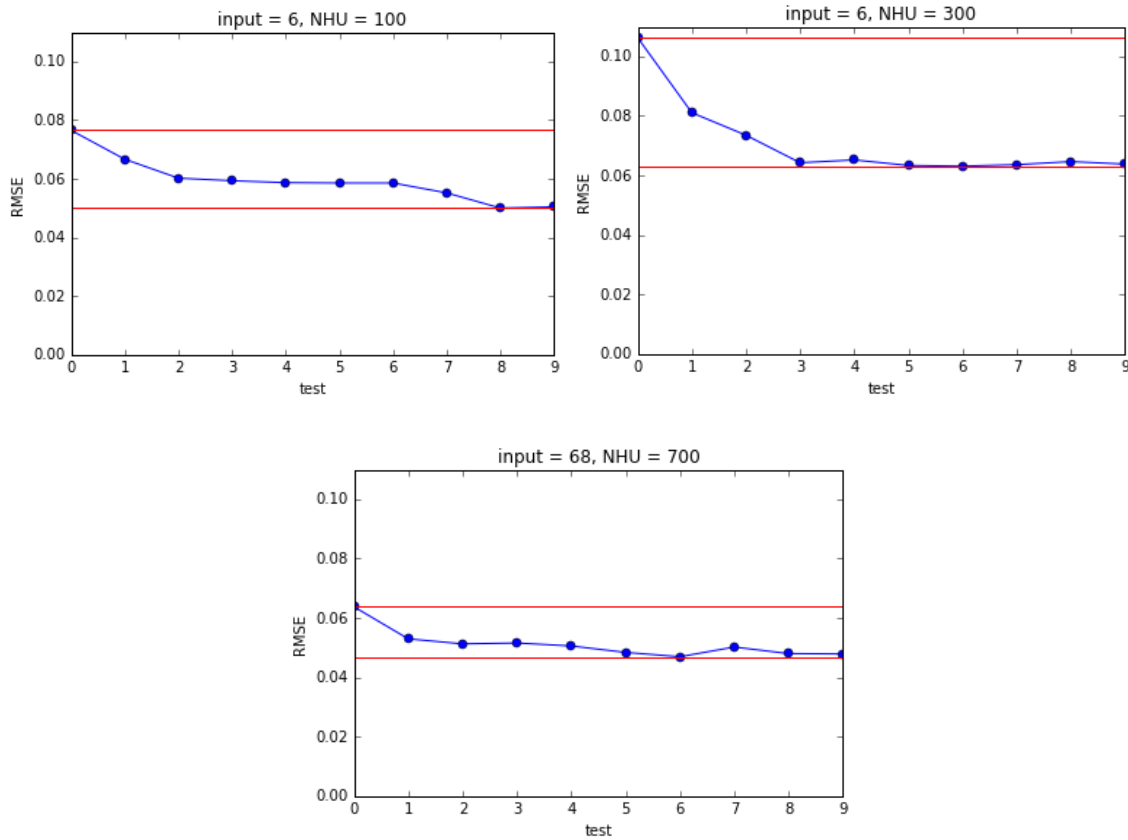 input = 6, NHU = 100
0.10
0.08
0.06
0.04
0.02
0.00
RMSE
0 1 2 3 4 5 6 7 8 9
test
input = 6, NHU = 300
0.10
0.08
0.06
0.04
0.02
0.00
RMSE
0 1 2 3 4 5 6 7 8 9
test
input = 68, NHU = 700
0.10
0.08
0.06
0.04
0.02
0.00
RMSE
0 1 2 3 4 5 6 7 8 9
test